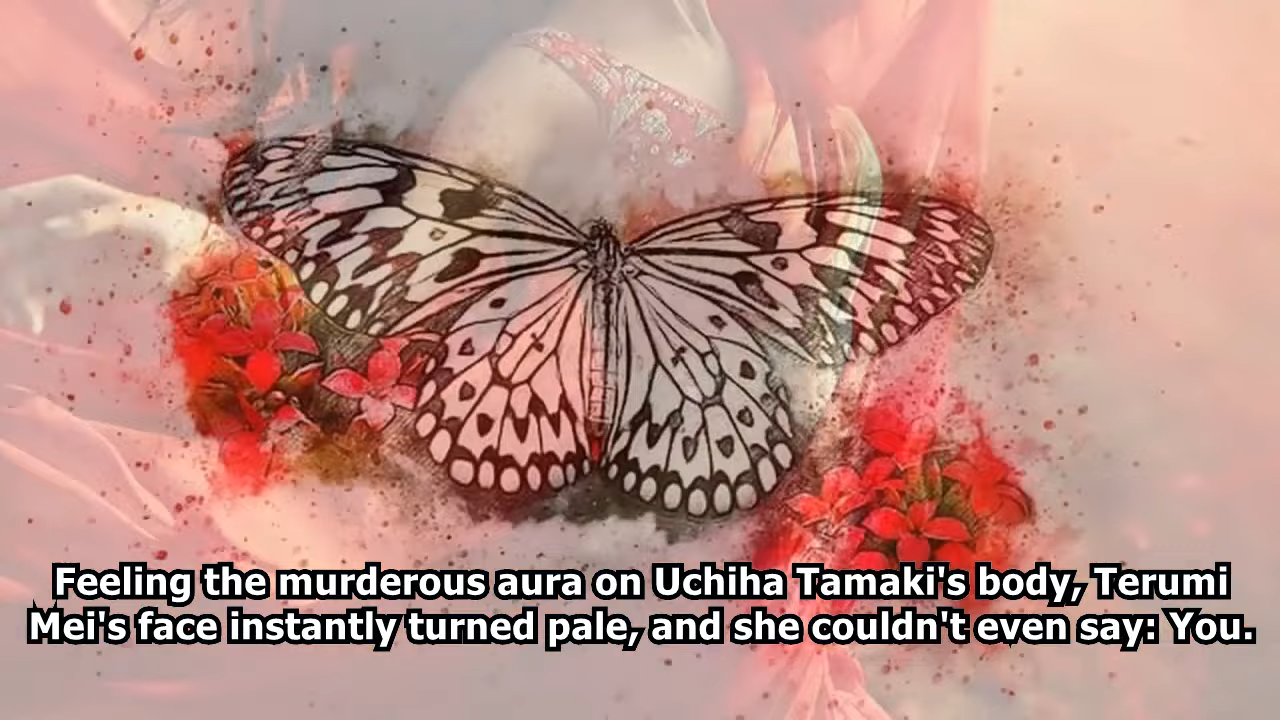 Feeling the murderous aura on Uchiha Tamaki's body, Terumi
Mei's face instantly turned pale, and she couldn't even say: You.